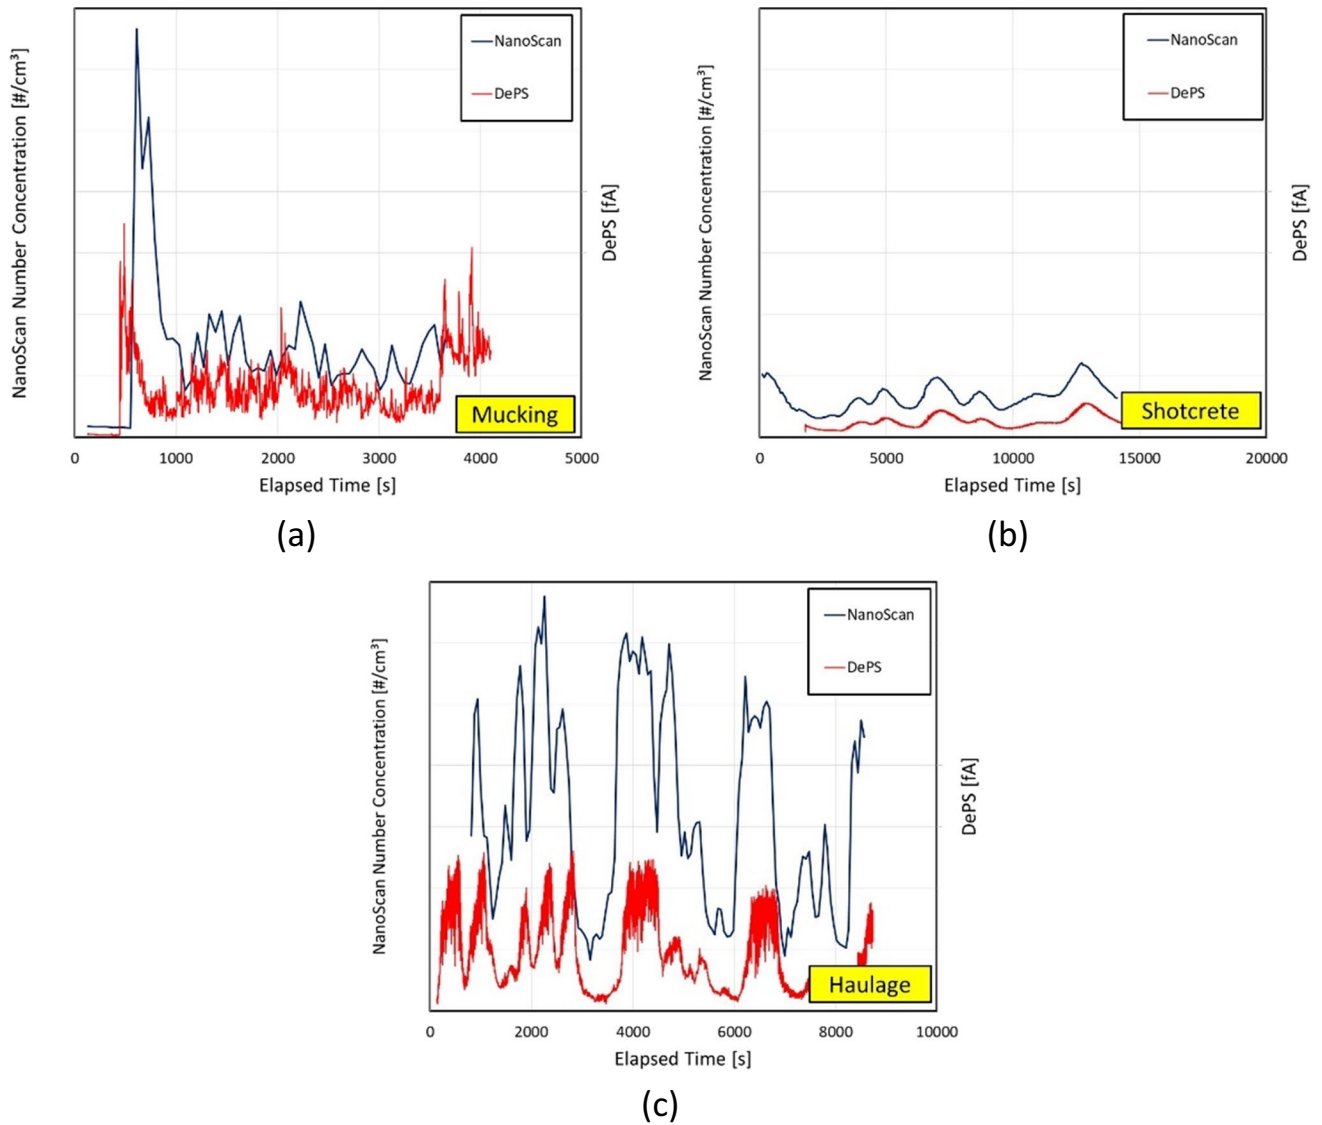 NanoScan Number Concentration [#/cm³]
NanoScan
DePS
DePS [fA]
Mucking
0 1000 2000 3000 4000 5000
Elapsed Time [s]
(a)
NanoScan Number Concentration [#/cm³]
NanoScan
DePS
DePS [fA]
Shotcrete
0 5000 10000 15000 20000
Elapsed Time [s]
(b)
NanoScan Number Concentration [#/cm³]
NanoScan
DePS
DePS [fA]
Haulage
0 2000 4000 6000 8000 10000
Elapsed Time [s]
(c)